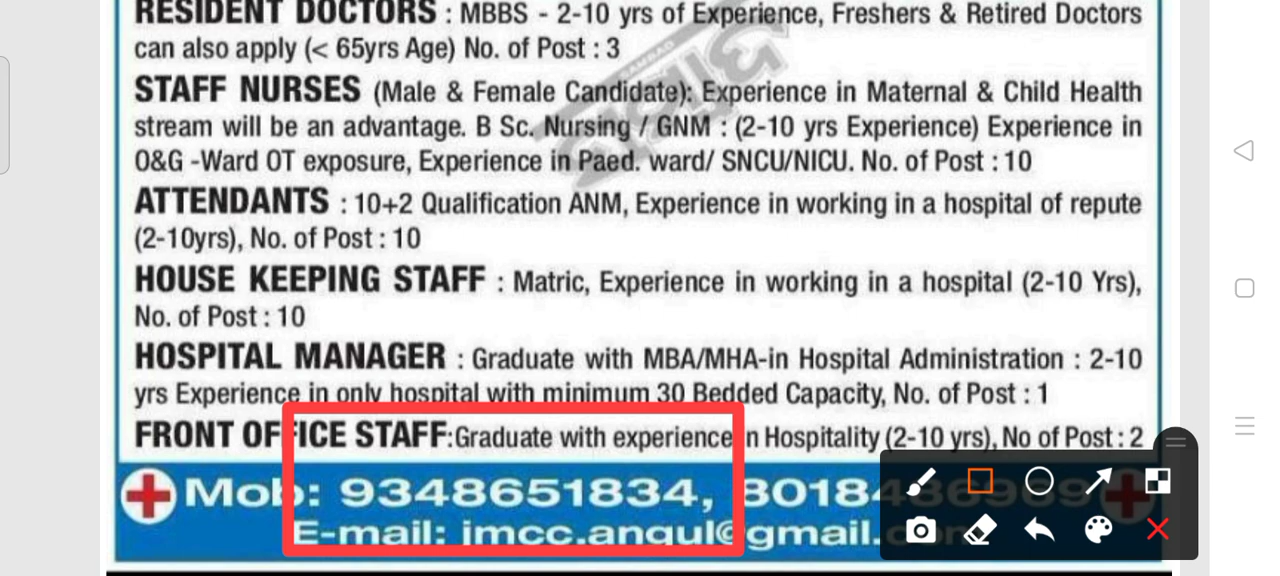 RESIDENT DOCTORS : MBBS - 2-10 yrs of Experience, Freshers & Retired Doctors
can also apply (< 65yrs Age) No. of Post : 3
STAFF NURSES (Male & Female Candidate): Experience in Maternal & Child Health
stream will be an advantage. B Sc. Nursing / GNM : (2-10 yrs Experience) Experience in
O&G -Ward OT exposure, Experience in Paed. ward/ SNCU/NICU. No. of Post : 10
ATTENDANTS : 10+2 Qualification ANM, Experience in working in a hospital of repute
(2-10yrs), No. of Post : 10
HOUSE KEEPING STAFF : Matric, Experience in working in a hospital (2-10 Yrs),
No. of Post : 10
HOSPITAL MANAGER : Graduate with MBA/MHA-in Hospital Administration : 2-10
yrs Experience in only hospital with minimum 30 Bedded Capacity, No. of Post : 1
FRONT OFFICE STAFF:Graduate with experience in Hospitality (2-10 yrs), No of Post : 2
Mob: 9348651834,
E-mail: imcc.angul@gmail.